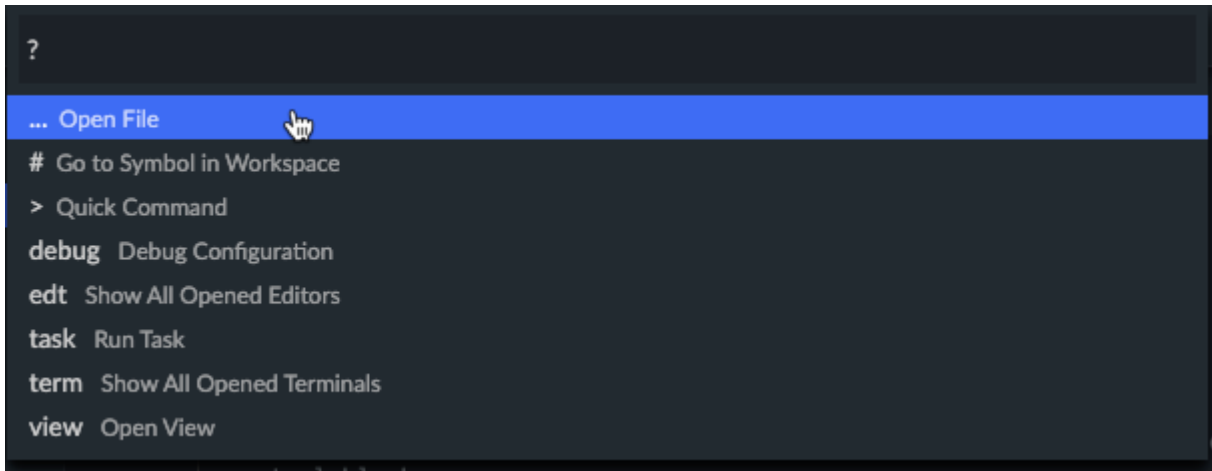 ?
... Open File
# Go to Symbol in Workspace
> Quick Command
debug Debug Configuration
edt Show All Opened Editors
task Run Task
term Show All Opened Terminals
view Open View